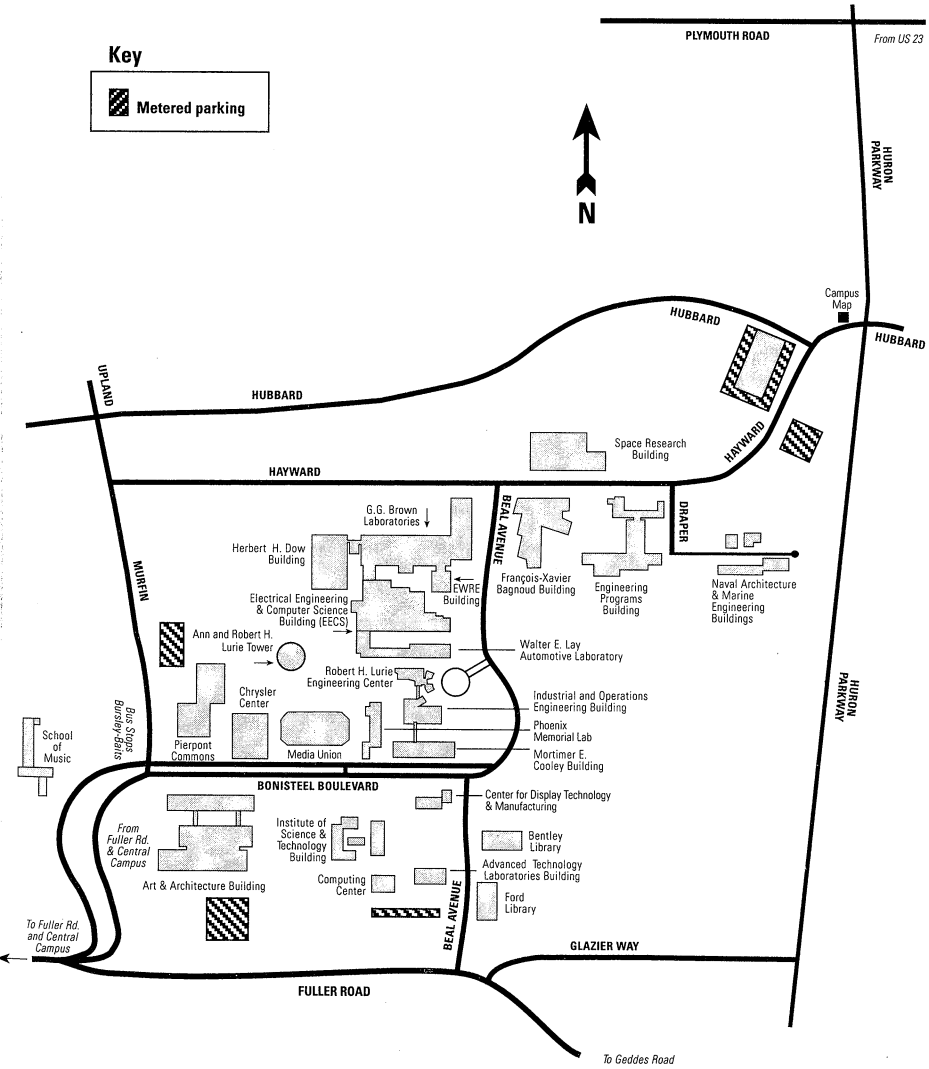 PLYMOUTH ROAD
From US 23
Key
Metered parking
HURON
PARKWAY
N
Campus
Map
HUBBARD
HUBBARD
UPLAND
HUBBARD
HAYWARD
Space Research
Building
HAYWARD
G.G. Brown
Laboratories
BEAL AVENUE
DRAPER
Herbert H. Dow
Building
MURFIN
EWRE
Building
François-Xavier
Bagnoud Building
Engineering
Programs
Building
Naval Architecture
& Marine
Engineering
Buildings
Electrical Engineering
& Computer Science
Building (EECS)
Ann and Robert H.
Lurie Tower
Walter E. Lay
Automotive Laboratory
Robert H. Lurie
Engineering Center
Chrysler
Center
Industrial and Operations
Engineering Building
HURON
PARKWAY
Bus Stops
Bursley-Baits
School
of
Music
Pierpont
Commons
Media Union
Phoenix
Memorial Lab
Mortimer E.
Cooley Building
BONISTEEL BOULEVARD
Center for Display Technology
& Manufacturing
From
Fuller Rd.
& Central
Campus
Institute of
Science &
Technology
Building
Bentley
Library
Advanced Technology
Laboratories Building
Art & Architecture Building
Computing
Center
Ford
Library
BEAL AVENUE
To Fuller Rd.
and Central
Campus
GLAZIER WAY
FULLER ROAD
To Geddes Road